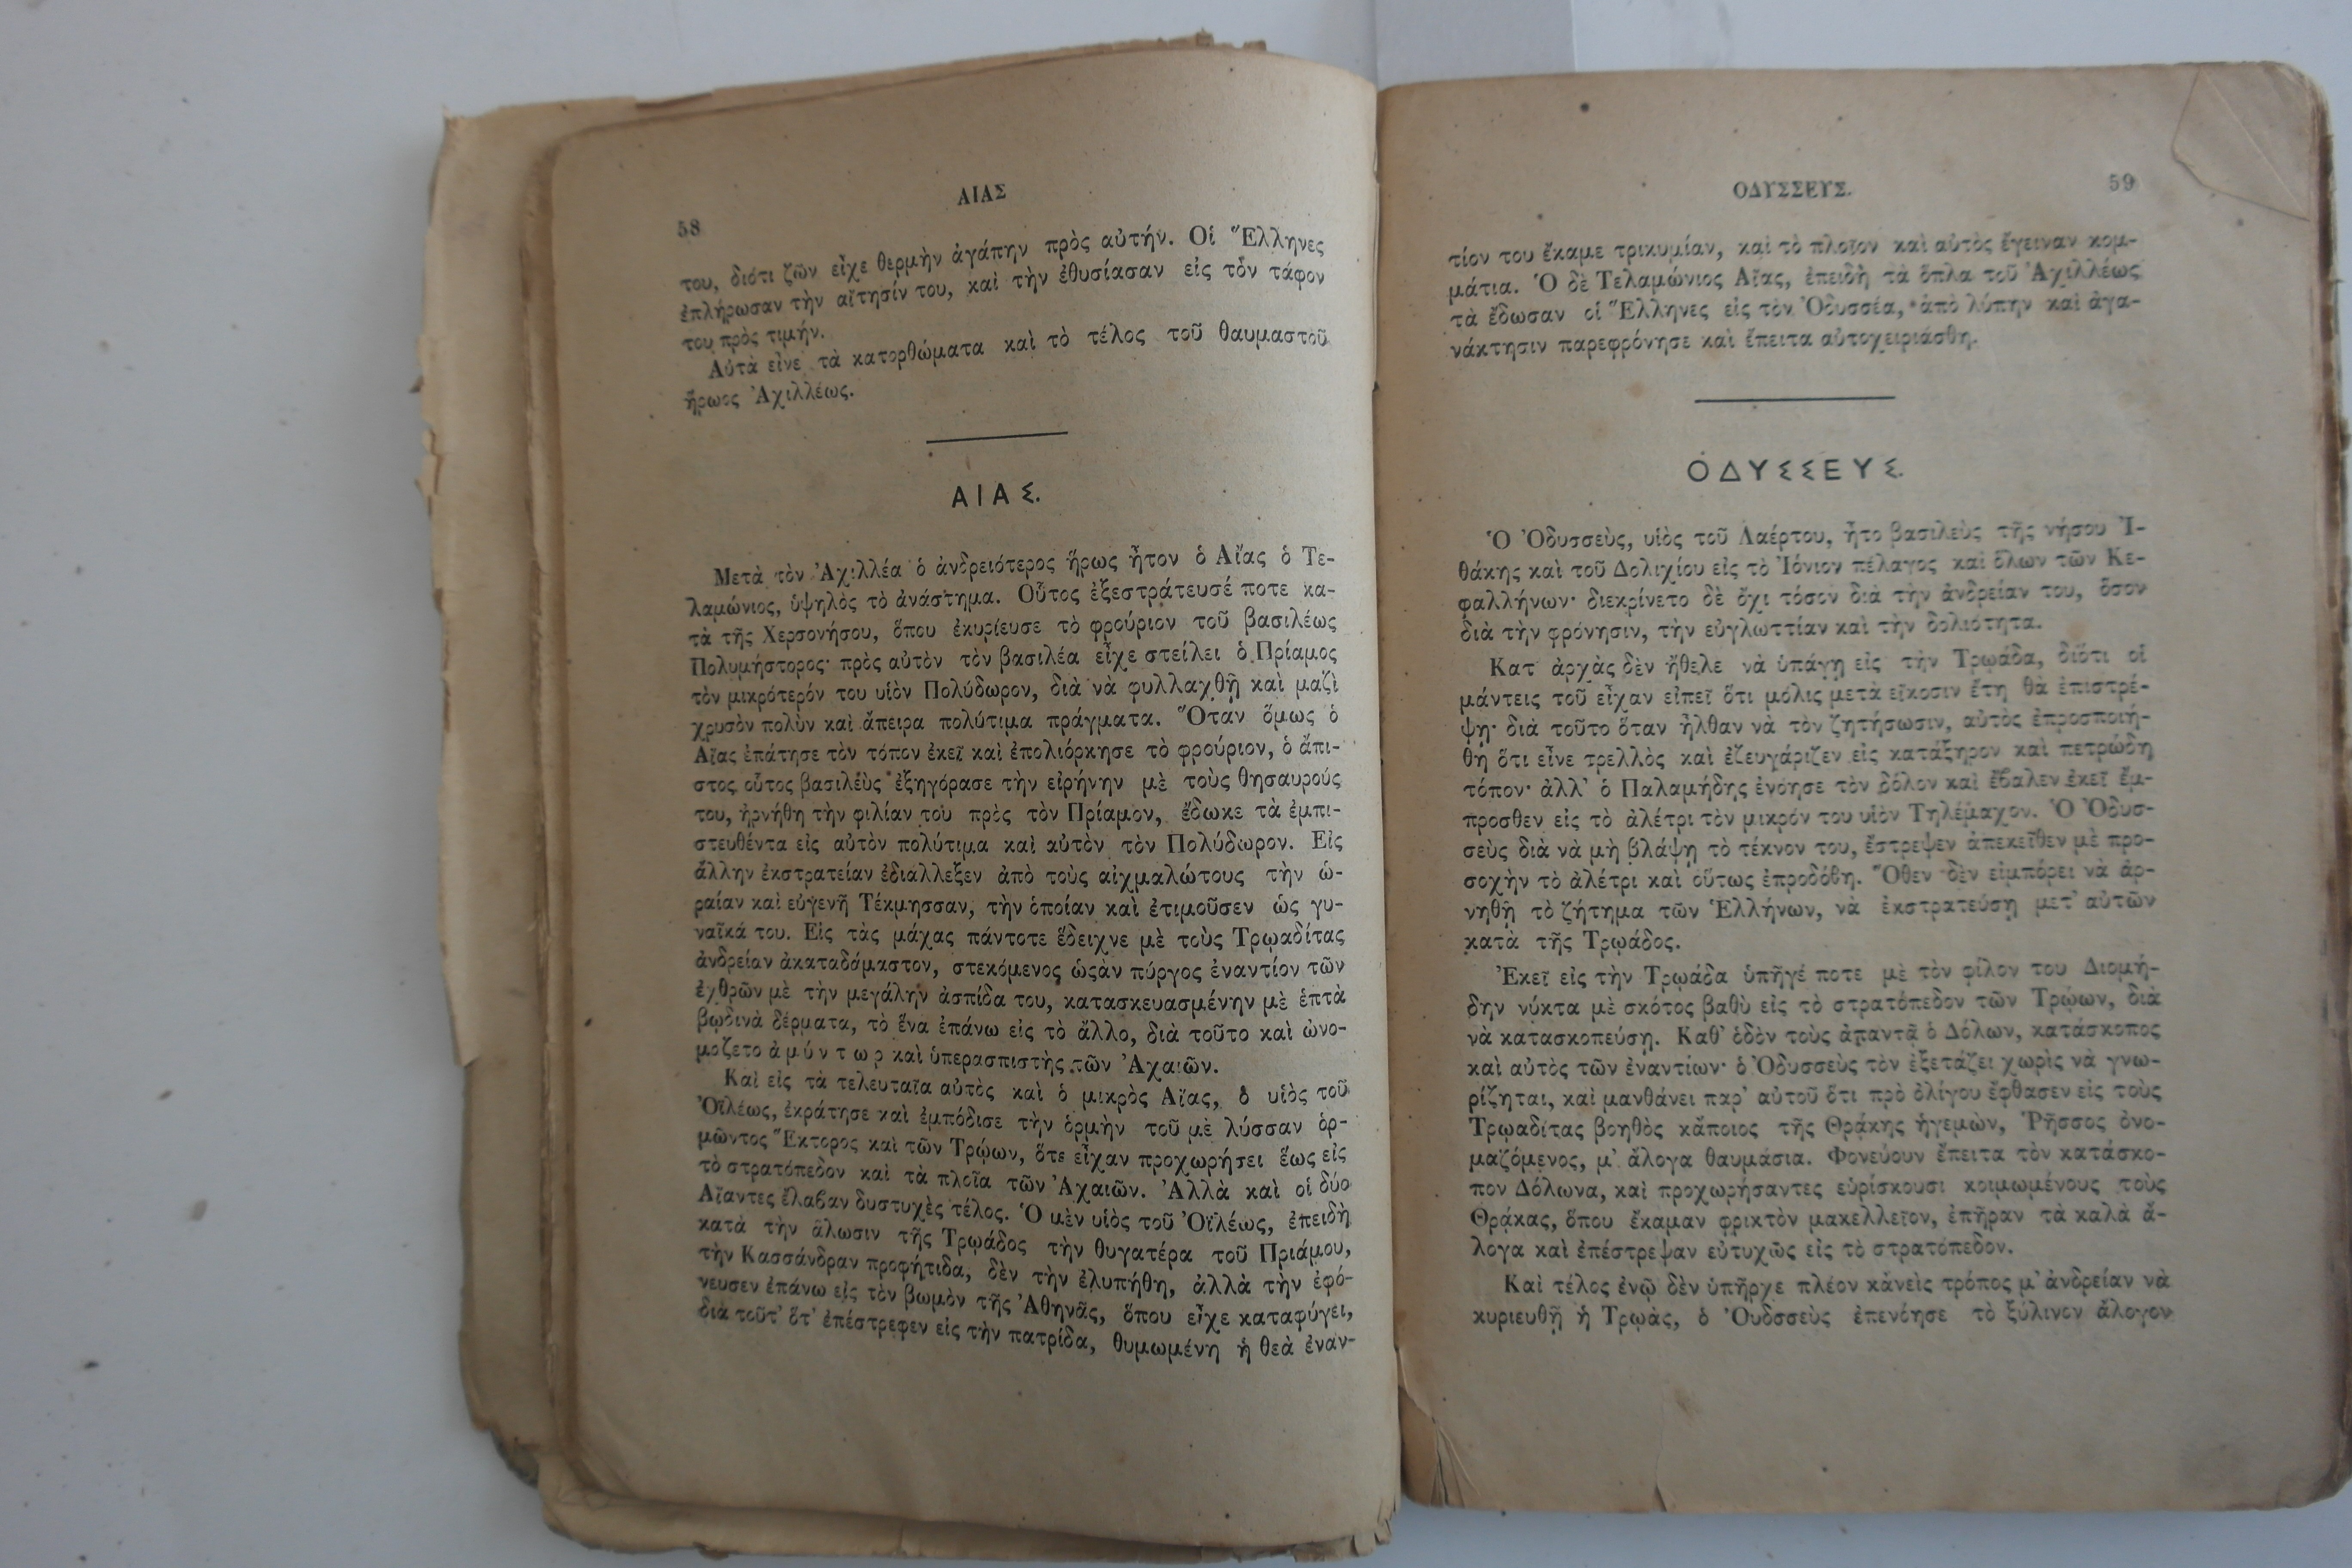 58
ΑΙΑΣ
του, διότι ζῶν εἶχε θερμὴν ἀγάπην πρὸς αὐτήν. Οἱ Ἕλληνες
ἐπλήρωσαν τὴν αἴτησίν του, καὶ τὴν ἐθυσίασαν εἰς τὸν τάφον
του πρὸς τιμήν.
Αὐτὰ εἶνε τὰ κατορθώματα καὶ τὸ τέλος τοῦ θαυμαστοῦ
ἥρωος Ἀχιλλέως.
ΑΙΑΣ.
Μετὰ τὸν Ἀχιλλέα ὁ ἀνδρειότερος ἥρως ἦτον ὁ Αἴας ὁ Τε-
λαμώνιος, ὑψηλὸς τὸ ἀνάστημα. Οὗτος ἐξεστράτευσέ ποτε κα-
τὰ τῆς Χερσονήσου, ὅπου ἐκυρίευσε τὸ φρούριον τοῦ βασιλέως
Πολυμήστορος· πρὸς αὐτὸν τὸν βασιλέα εἶχε στείλει ὁ Πρίαμος
τὸν μικρότερόν του υἱὸν Πολύδωρον, διὰ νὰ φυλλαχθῇ καὶ μαζὶ
χρυσὸν πολὺν καὶ ἄπειρα πολύτιμα πράγματα. Ὅταν ὅμως ὁ
Αἴας ἐπάτησε τὸν τόπον ἐκεῖ καὶ ἐπολιόρκησε τὸ φρούριον, ὁ ἄπι-
στος οὗτος βασιλεὺς ἐξηγόρασε τὴν εἰρήνην μὲ τοὺς θησαυρούς
του, ἠρνήθη τὴν φιλίαν του πρὸς τὸν Πρίαμον, ἔδωκε τὰ ἐμπι-
στευθέντα εἰς αὐτὸν πολύτιμα καὶ αὐτὸν τὸν Πολύδωρον. Εἰς
ἄλλην ἐκστρατείαν ἐδιάλλεξεν ἀπὸ τοὺς αἰχμαλώτους τὴν ὡ-
ραίαν καὶ εὐγενῆ Τέκμησσαν, τὴν ὁποίαν καὶ ἐτιμοῦσεν ὡς γυ-
ναῖκά του. Εἰς τὰς μάχας πάντοτε ἔδειχνε μὲ τοὺς Τρῳαδίτας
ἀνδρείαν ἀκαταδάμαστον, στεκόμενος ὡσὰν πύργος ἐναντίον τῶν
ἐχθρῶν μὲ τὴν μεγάλην ἀσπίδα του, κατασκευασμένην μὲ ἑπτὰ
βῳδινὰ δέρματα, τὸ ἕνα ἐπάνω εἰς τὸ ἄλλο, διὰ τοῦτο καὶ ὠνο-
μάζετο ἀμύντωρ καὶ ὑπερασπιστὴς τῶν Ἀχαιῶν.
Καὶ εἰς τὰ τελευταῖα αὐτὸς καὶ ὁ μικρὸς Αἴας, ὁ υἱὸς τοῦ
Ὀϊλέως, ἐκράτησε καὶ ἐμπόδισε τὴν ὁρμὴν τοῦ μὲ λύσσαν ὁρ-
μῶντος Ἕκτορος καὶ τῶν Τρώων, ὅτε εἶχαν προχωρήσει ἕως εἰς
τὸ στρατόπεδον καὶ τὰ πλοῖα τῶν Ἀχαιῶν. Ἀλλὰ καὶ οἱ δύο
Αἴαντες ἔλαβαν δυστυχὲς τέλος. Ὁ μὲν υἱὸς τοῦ Ὀϊλέως, ἐπειδὴ
κατὰ τὴν ἅλωσιν τῆς Τρῳάδος τὴν θυγατέρα τοῦ Πριάμου,
τὴν Κασσάνδραν προφήτιδα, δὲν τὴν ἐλυπήθη, ἀλλὰ τὴν ἐφό-
νευσεν ἐπάνω εἰς τὸν βωμὸν τῆς Ἀθηνᾶς, ὅπου εἶχε καταφύγει,
διὰ τοῦτ' ὅτ' ἐπέστρεφεν εἰς τὴν πατρίδα, θυμωμένη ἡ θεὰ ἐναν-
ΟΔΥΣΣΕΥΣ.
59
τίον του ἔκαμε τρικυμίαν, καὶ τὸ πλοῖον καὶ αὐτὸς ἔγειναν κομ-
μάτια. Ὁ δὲ Τελαμώνιος Αἴας, ἐπειδὴ τὰ ὅπλα τοῦ Ἀχιλλέως
τὰ ἔδωσαν οἱ Ἕλληνες εἰς τὸν Ὀδυσσέα, ἀπὸ λύπην καὶ ἀγα-
νάκτησιν παρεφρόνησε καὶ ἔπειτα αὐτοχειριάσθη.
ΟΔΥΣΣΕΥΣ.
Ὁ Ὀδυσσεὺς, υἱὸς τοῦ Λαέρτου, ἦτο βασιλεὺς τῆς νήσου Ἰ-
θάκης καὶ τοῦ Δολιχίου εἰς τὸ Ἰόνιον πέλαγος καὶ ὅλων τῶν Κε-
φαλλήνων· διεκρίνετο δὲ ὄχι τόσον διὰ τὴν ἀνδρείαν του, ὅσον
διὰ τὴν φρόνησιν, τὴν εὐγλωττίαν καὶ τὴν δολιότητα.
Κατ' ἀρχὰς δὲν ἤθελε νὰ ὑπάγῃ εἰς τὴν Τρῳάδα, διότι οἱ
μάντεις τοῦ εἶχαν εἰπεῖ ὅτι μόλις μετὰ εἴκοσιν ἔτη θὰ ἐπιστρέ-
ψῃ· διὰ τοῦτο ὅταν ἦλθαν νὰ τὸν ζητήσωσιν, αὐτὸς ἐπροσποιή-
θη ὅτι εἶνε τρελλὸς καὶ ἐζευγάριζεν εἰς κατάξηρον καὶ πετρώδη
τόπον· ἀλλ' ὁ Παλαμήδης ἐνόησε τὸν δόλον καὶ ἔβαλεν ἐκεῖ ἔμ-
προσθεν εἰς τὸ ἀλέτρι τὸν μικρόν του υἱὸν Τηλέμαχον. Ὁ Ὀδυσ-
σεὺς διὰ νὰ μὴ βλάψῃ τὸ τέκνον του, ἔστρεψεν ἀπεκεῖθεν μὲ προ-
σοχὴν τὸ ἀλέτρι καὶ οὕτως ἐπροδόθη. Ὅθεν δὲν εἰμπόρει νὰ ἀρ-
νηθῇ τὸ ζήτημα τῶν Ἑλλήνων, νὰ ἐκστρατεύσῃ μετ' αὐτῶν
κατὰ τῆς Τρῳάδος.
Ἐκεῖ εἰς τὴν Τρῳάδα ὑπῆγέ ποτε μὲ τὸν φίλον του Διομή-
δην νύκτα μὲ σκότος βαθὺ εἰς τὸ στρατόπεδον τῶν Τρώων, διὰ
νὰ κατασκοπεύσῃ. Καθ' ὁδὸν τοὺς ἀπαντᾷ ὁ Δόλων, κατάσκοπος
καὶ αὐτὸς τῶν ἐναντίων· ὁ Ὀδυσσεὺς τὸν ἐξετάζει χωρὶς νὰ γνω-
ρίζηται, καὶ μανθάνει παρ' αὐτοῦ ὅτι πρὸ ὀλίγου ἔφθασεν εἰς τοὺς
Τρῳαδίτας βοηθὸς κἄποιος τῆς Θρᾴκης ἡγεμὼν, Ῥῆσσος ὀνο-
μαζόμενος, μ' ἄλογα θαυμάσια. Φονεύουν ἔπειτα τὸν κατάσκο-
πον Δόλωνα, καὶ προχωρήσαντες εὑρίσκουσι κοιμωμένους τοὺς
Θρᾷκας, ὅπου ἔκαμαν φρικτὸν μακελλεῖον, ἐπῆραν τὰ καλὰ ἄ-
λογα καὶ ἐπέστρεψαν εὐτυχῶς εἰς τὸ στρατόπεδον.
Καὶ τέλος ἐνῷ δὲν ὑπῆρχε πλέον κἀνεὶς τρόπος μ' ἀνδρείαν νὰ
κυριευθῇ ἡ Τρῳὰς, ὁ Ὀυδσσεὺς ἐπενόησε τὸ ξύλινον ἄλογον